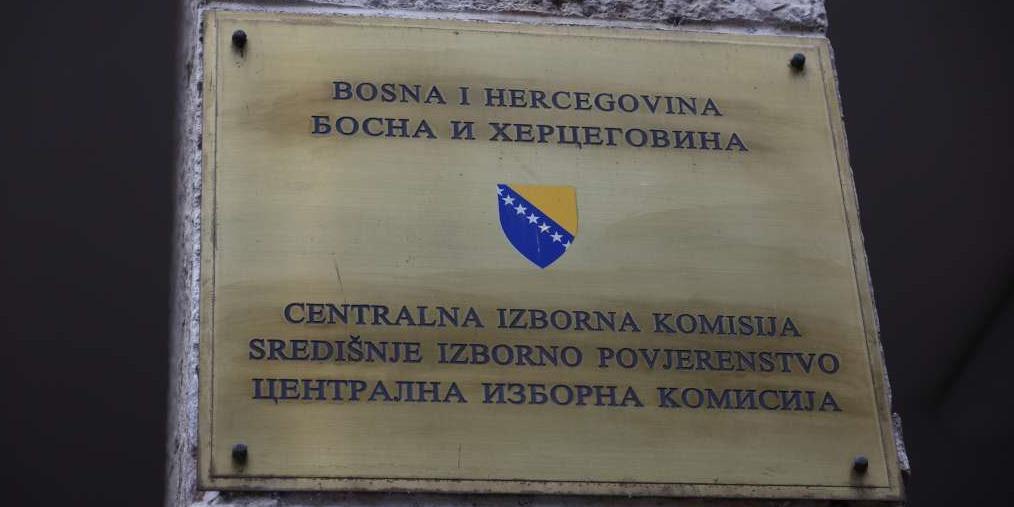 BOSNA I HERCEGOVINA
БОСНА И ХЕРЦЕГОВИНА
CENTRALNA IZBORNA KOMISIJA
SREDIŠNJE IZBORNO POVJERENSTVO
ЦЕНТРАЛНА ИЗБОРНА КОМИСИЈА